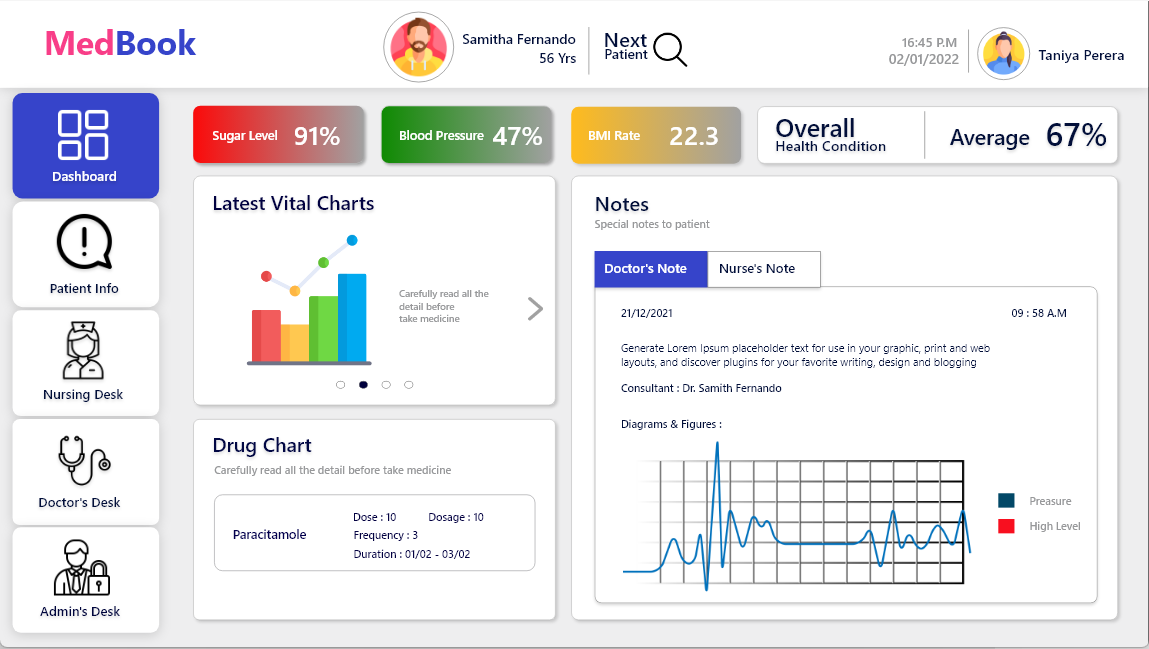 MedBook
Samitha Fernando
56 Yrs
Next
Patient
16:45 P.M
02/01/2022
Taniya Perera
Dashboard
Patient Info
Nursing Desk
Doctor's Desk
Admin's Desk
Sugar Level 91%
Blood Pressure 47%
BMI Rate 22.3
Overall
Health Condition
Average 67%
Latest Vital Charts
Carefully read all the
detail before
take medicine
Drug Chart
Carefully read all the detail before take medicine
Paracitamole
Dose : 10 Dosage : 10
Frequency : 3
Duration : 01/02 - 03/02
Notes
Special notes to patient
Doctor's Note Nurse's Note
21/12/2021 09 : 58 A.M
Generate Lorem Ipsum placeholder text for use in your graphic, print and web
layouts, and discover plugins for your favorite writing, design and blogging
Consultant : Dr. Samith Fernando
Diagrams & Figures :
Preasure
High Level